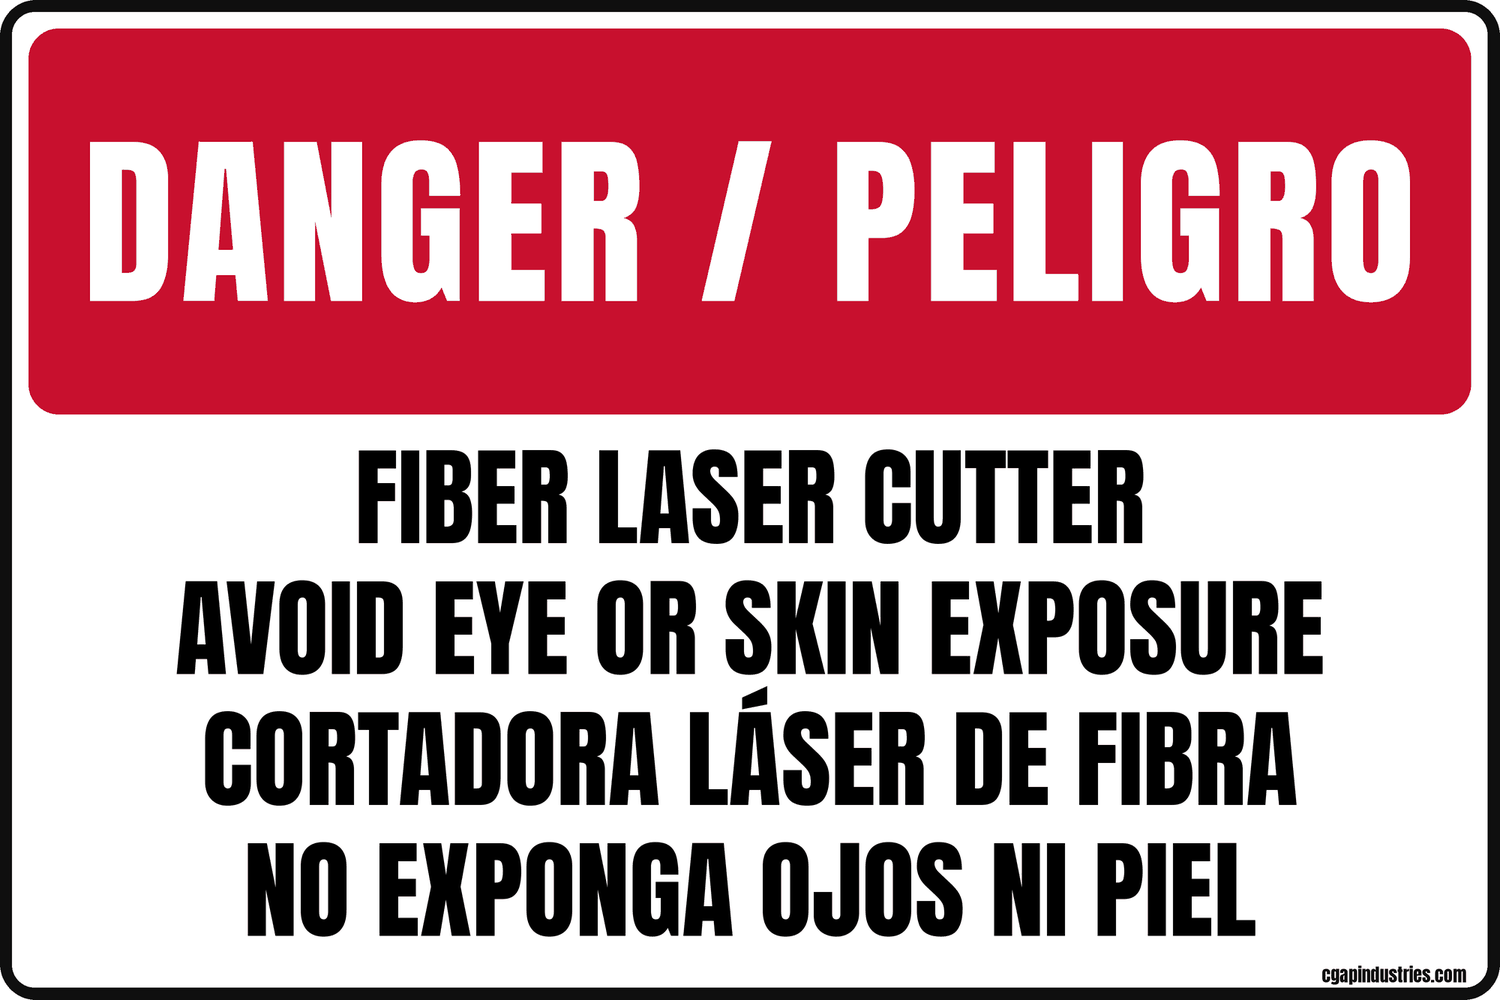 DANGER / PELIGRO
FIBER LASER CUTTER
AVOID EYE OR SKIN EXPOSURE
CORTADORA LÁSER DE FIBRA
NO EXPONGA OJOS NI PIEL
cgapindustries.com